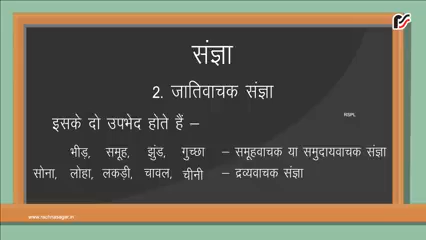 संज्ञा
2. जातिवाचक संज्ञा
इसके दो उपभेद होते हैं –
RSPL
भीड़, समूह, झुंड, गुच्छा – समूहवाचक या समुदायवाचक संज्ञा
सोना, लोहा, लकड़ी, चावल, चीनी – द्रव्यवाचक संज्ञा
www.rachnasagar.in